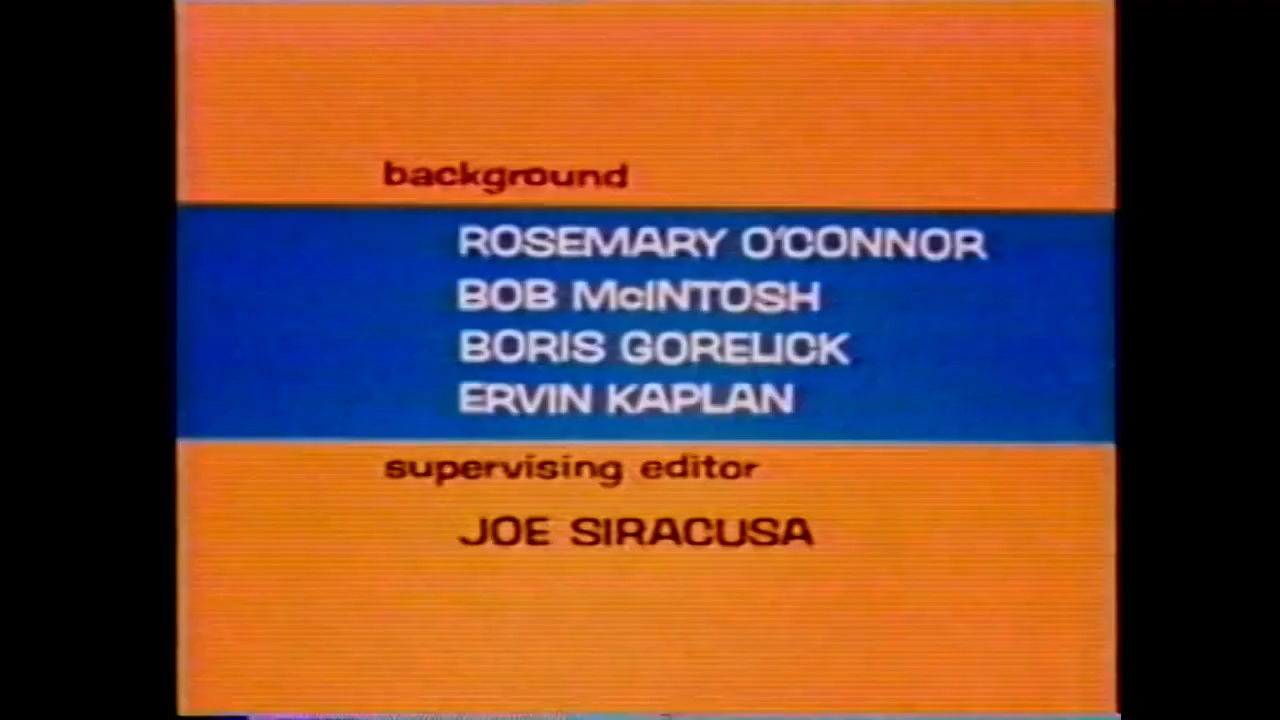 background
ROSEMARY O'CONNOR
BOB McINTOSH
BORIS GORELICK
ERVIN KAPLAN
supervising editor
JOE SIRACUSA